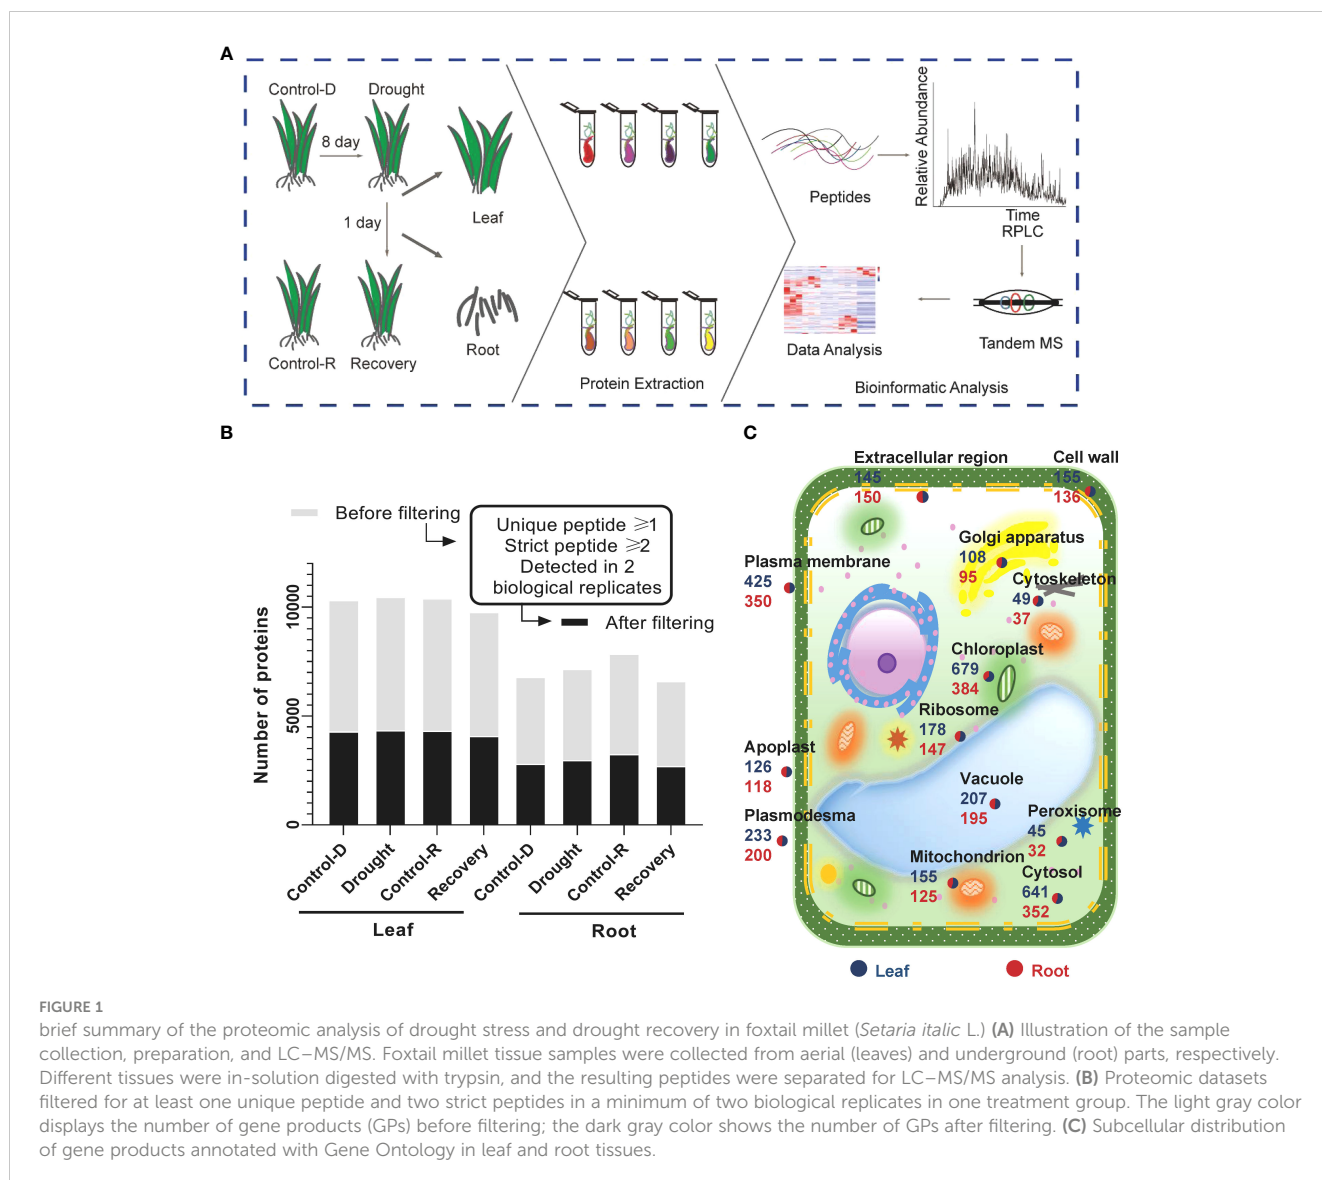 A
Control-D
Drought
8 day
1 day
Leaf
Control-R
Recovery
Root
Protein Extraction
Peptides
Relative Abundance
Time
RPLC
Tandem MS
Data Analysis
Bioinformatic Analysis
B
Before filtering
Unique peptide ⩾1
Strict peptide ⩾2
Detected in 2
biological replicates
After filtering
Number of proteins
10000
5000
0
Control-D
Drought
Control-R
Recovery
Control-D
Drought
Control-R
Recovery
Leaf
Root
C
Extracellular region
145
150
Cell wall
155
136
Golgi apparatus
108
95
Plasma membrane
425
350
Cytoskeleton
49
37
Chloroplast
679
384
Ribosome
178
147
Apoplast
126
118
Vacuole
207
195
Plasmodesma
233
200
Peroxisome
45
32
Mitochondrion
155
125
Cytosol
641
352
Leaf
Root
FIGURE 1
brief summary of the proteomic analysis of drought stress and drought recovery in foxtail millet (Setaria italic L.) (A) Illustration of the sample
collection, preparation, and LC–MS/MS. Foxtail millet tissue samples were collected from aerial (leaves) and underground (root) parts, respectively.
Different tissues were in-solution digested with trypsin, and the resulting peptides were separated for LC–MS/MS analysis. (B) Proteomic datasets
filtered for at least one unique peptide and two strict peptides in a minimum of two biological replicates in one treatment group. The light gray color
displays the number of gene products (GPs) before filtering; the dark gray color shows the number of GPs after filtering. (C) Subcellular distribution
of gene products annotated with Gene Ontology in leaf and root tissues.